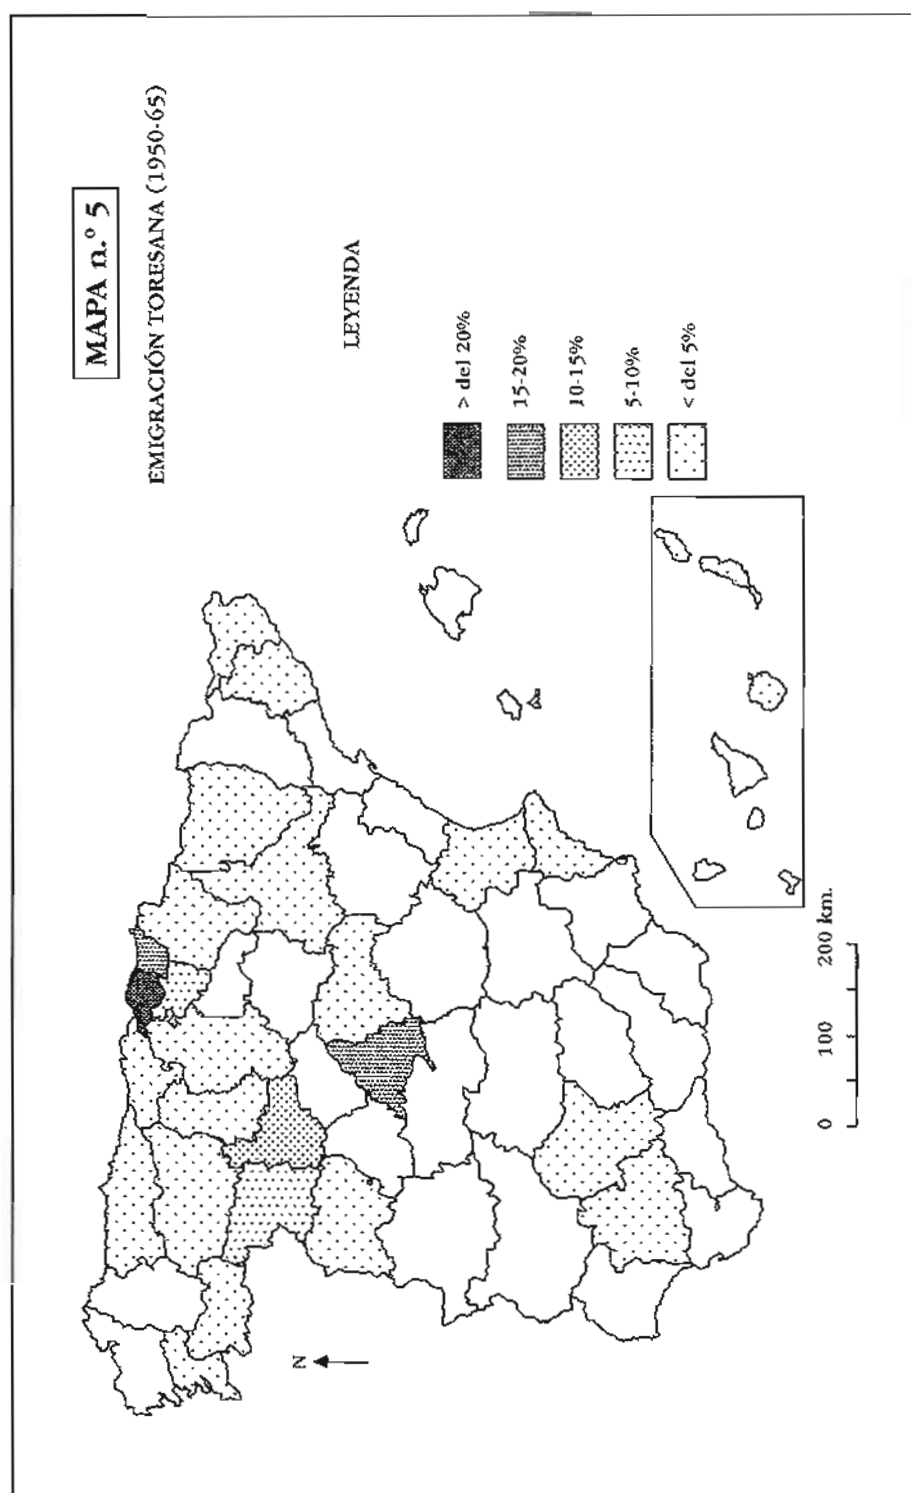 MAPA n.º 5
EMIGRACIÓN TORESANA (1950-65)
LEYENDA
> del 20%
15-20%
10-15%
5-10%
< del 5%
N
0 100 200 km.